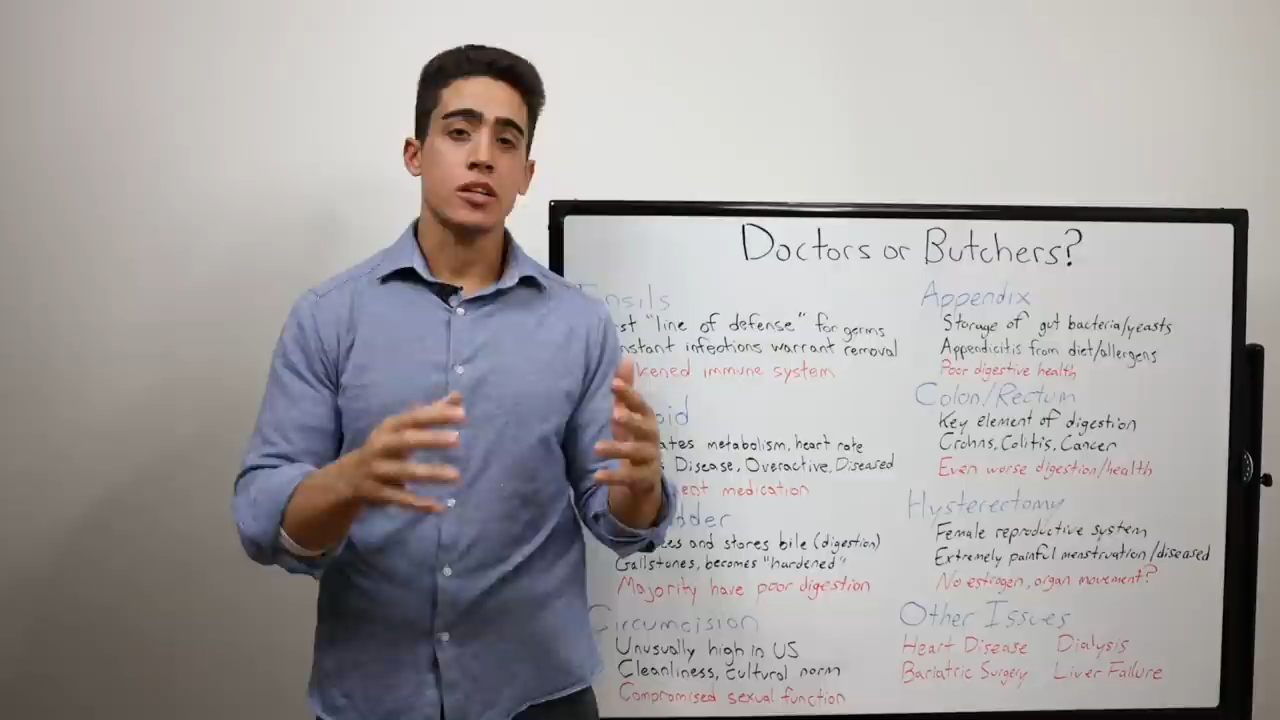 Doctors or Butchers?
Tonsils
"line of defense" for germs
infections warrant removal
immune system
metabolism, heart rate
Disease, Overactive, Diseased
medication
and stores bile (digestion)
Gallstones, becomes "hardened"
Majority have poor digestion
Circumcision
Unusually high in US
Cleanliness, cultural norm
Compromised sexual function
Appendix
Storage of gut bacteria/yeasts
Appendicitis from diet/allergens
Poor digestive health
Colon/Rectum
Key element of digestion
Crohns, Colitis, Cancer
Even worse digestion/health
Hysterectomy
Female reproductive system
Extremely painful menstruation/diseased
No estrogen, organ movement?
Other Issues
Heart Disease Dialysis
Bariatric Surgery Liver Failure